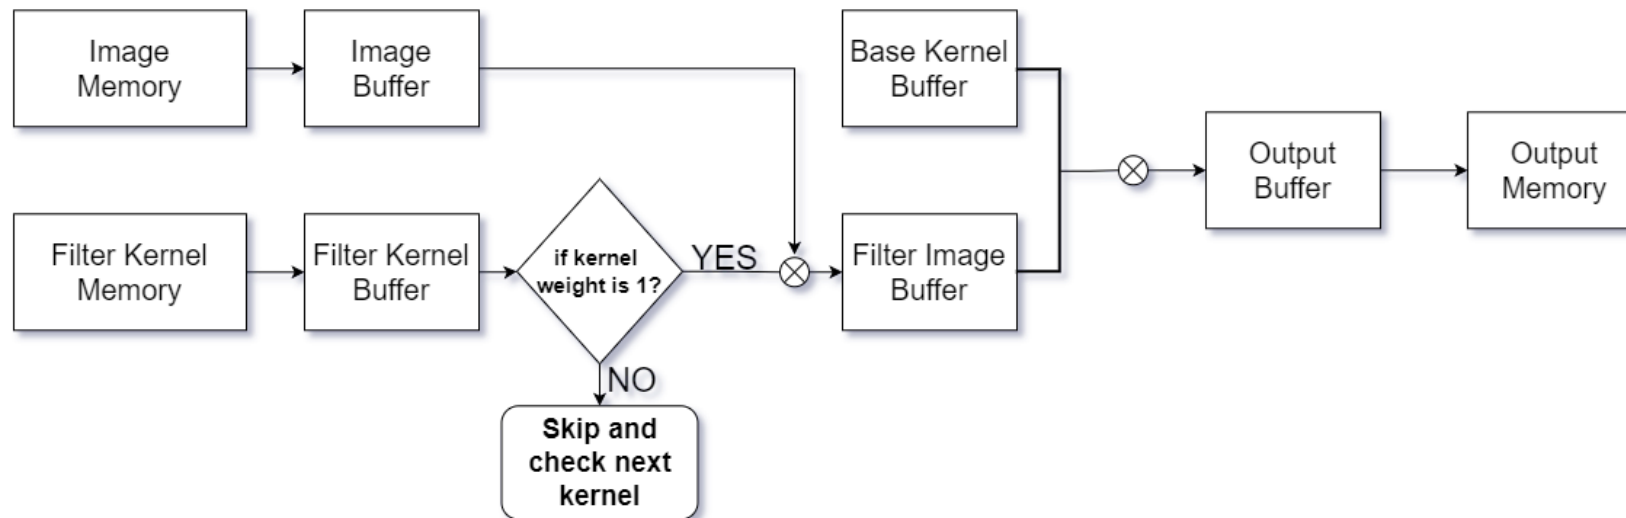 Image
Memory
Image
Buffer
Base Kernel
Buffer
Output
Buffer
Output
Memory
Filter Kernel
Memory
Filter Kernel
Buffer
if kernel
weight is 1?
YES
Filter Image
Buffer
NO
Skip and
check next
kernel